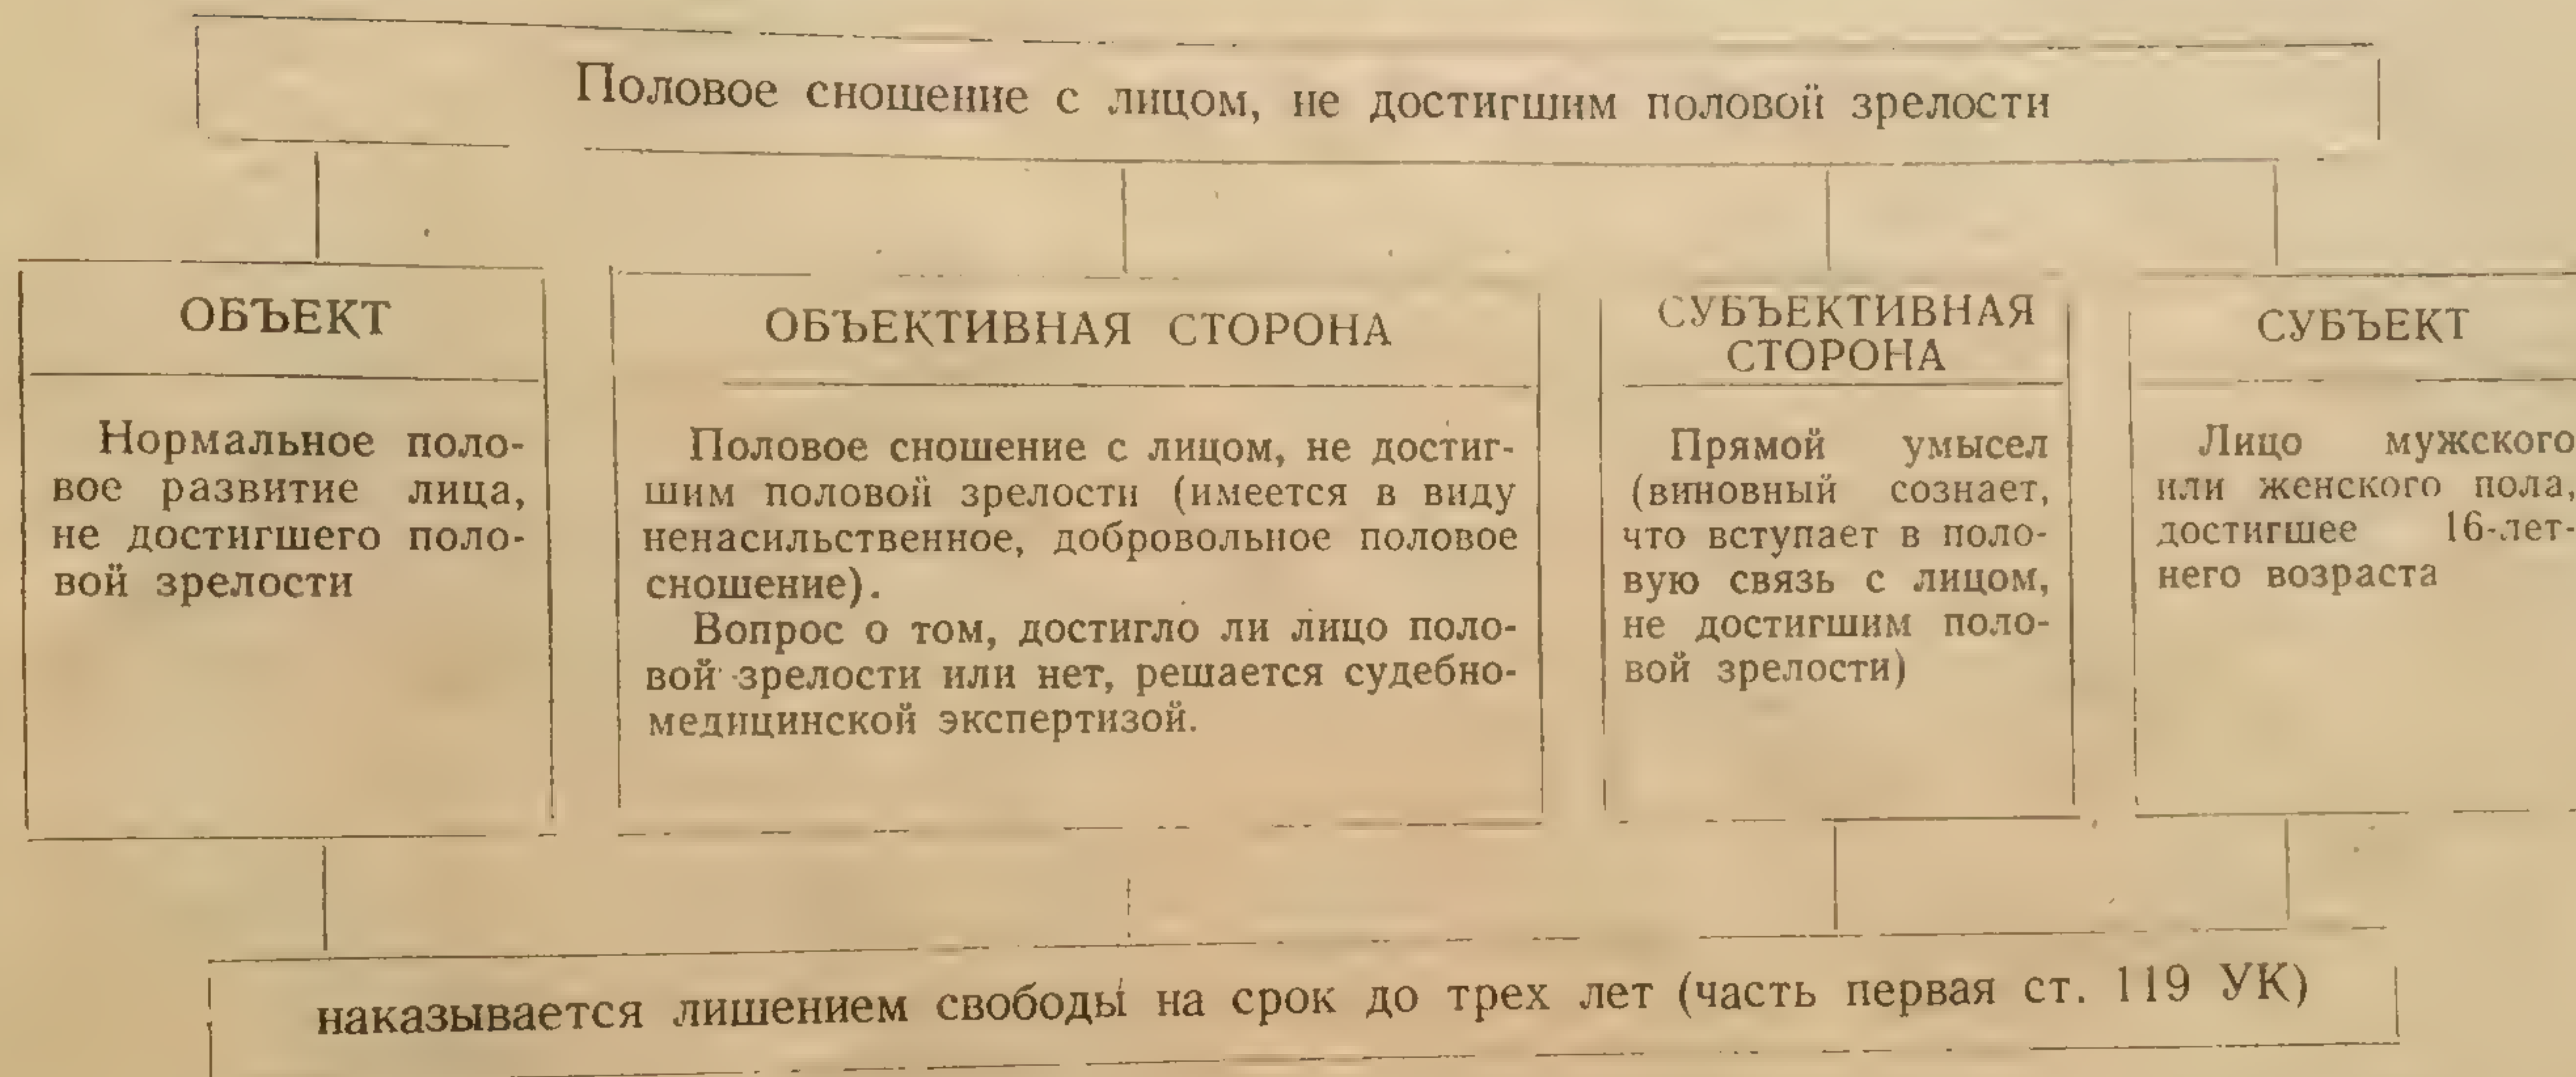 Половое сношение с лицом, не достигшим половой зрелости
ОБЪЕКТ
Нормальное поло-
вое развитие лица,
не достигшего поло-
вой зрелости
ОБЪЕКТИВНАЯ СТОРОНА
Половое сношение с лицом, не достиг-
шим половой зрелости (имеется в виду
ненасильственное, добровольное половое
сношение).
Вопрос о том, достигло ли лицо поло-
вой зрелости или нет, решается судебно-
медицинской экспертизой.
СУБЪЕКТИВНАЯ
СТОРОНА
Прямой умысел
(виновный сознает,
что вступает в поло-
вую связь с лицом,
не достигшим поло-
вой зрелости)
СУБЪЕКТ
Лицо мужского
или женского пола,
достигшее 16-лет-
него возраста
наказывается лишением свободы на срок до трех лет (часть первая ст. 119 УК)